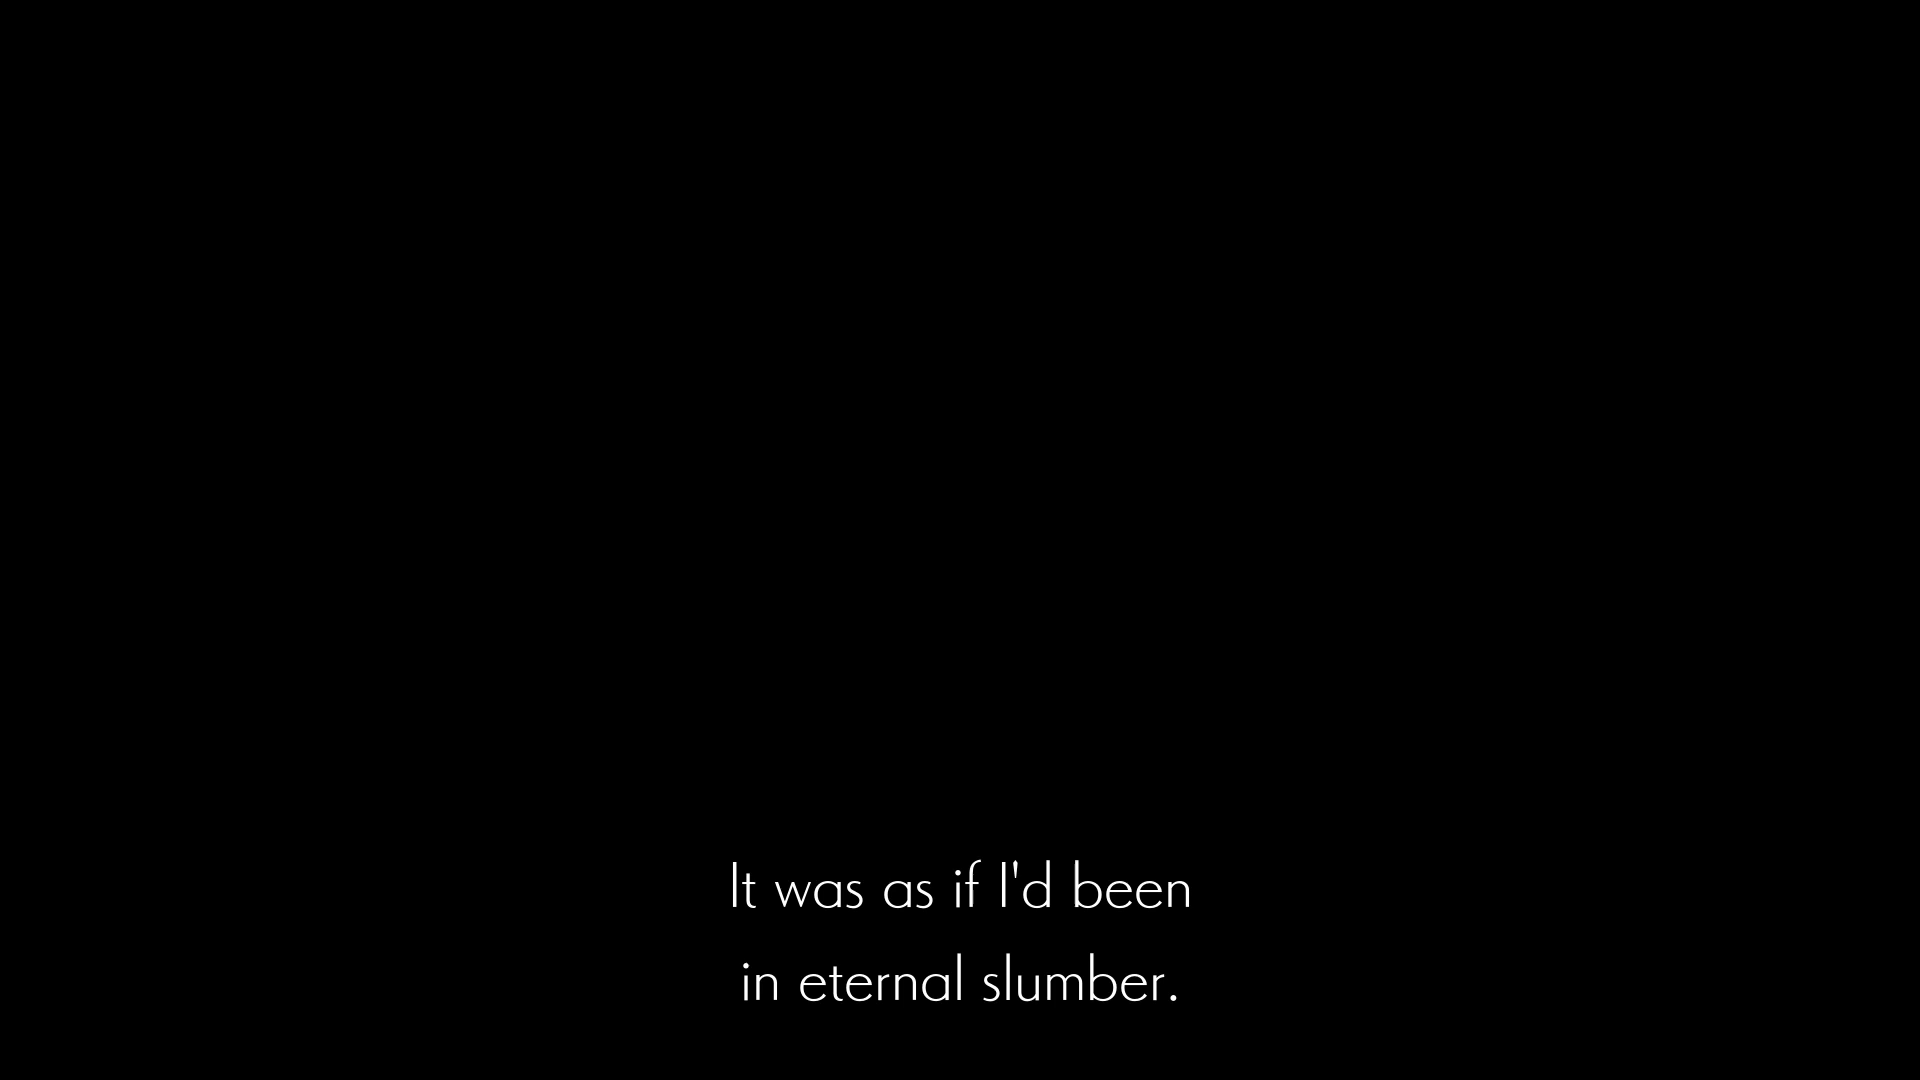 It was as if I'd been
in eternal slumber.